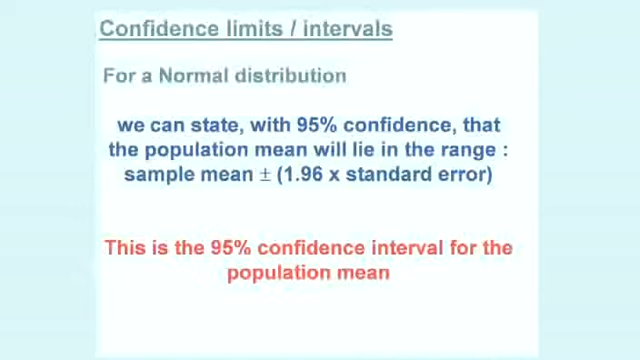 Confidence limits / intervals
For a Normal distribution
we can state, with 95% confidence, that
the population mean will lie in the range :
sample mean ± (1.96 x standard error)
This is the 95% confidence interval for the
population mean